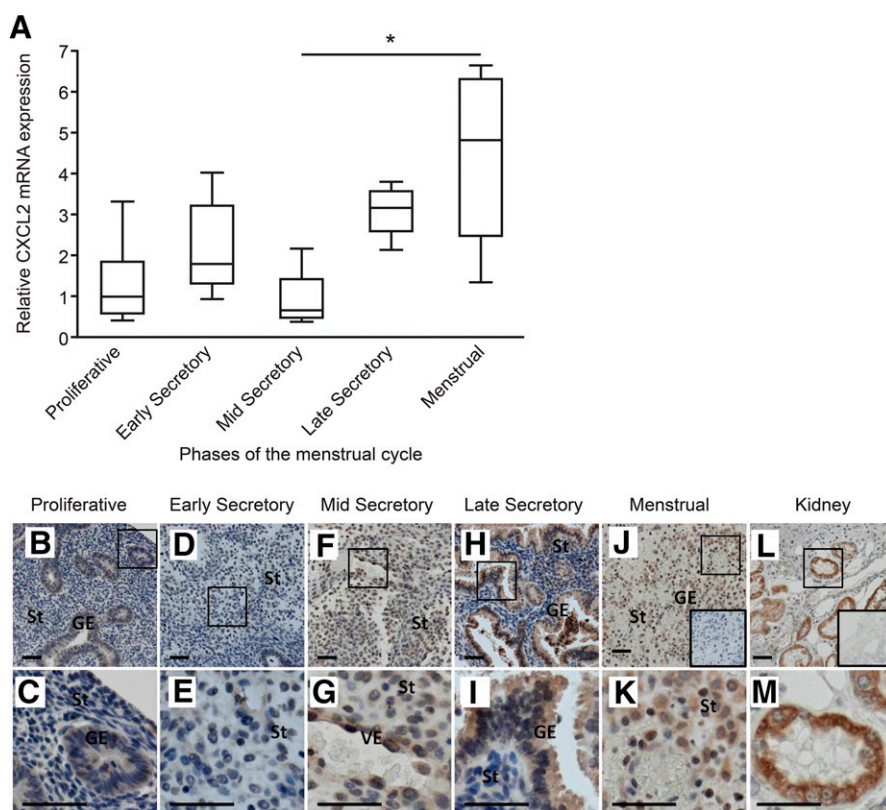 A
*
7
6
5
4
3
2
1
0
Relative CXCL2 mRNA expression
Proliferative
Early Secretory
Mid Secretory
Late Secretory
Menstrual
Phases of the menstrual cycle
Proliferative Early Secretory Mid Secretory Late Secretory Menstrual Kidney
B D F H J L
St
St GE St GE St GE
St
C E G I K M
St St St
GE St VE GE
St